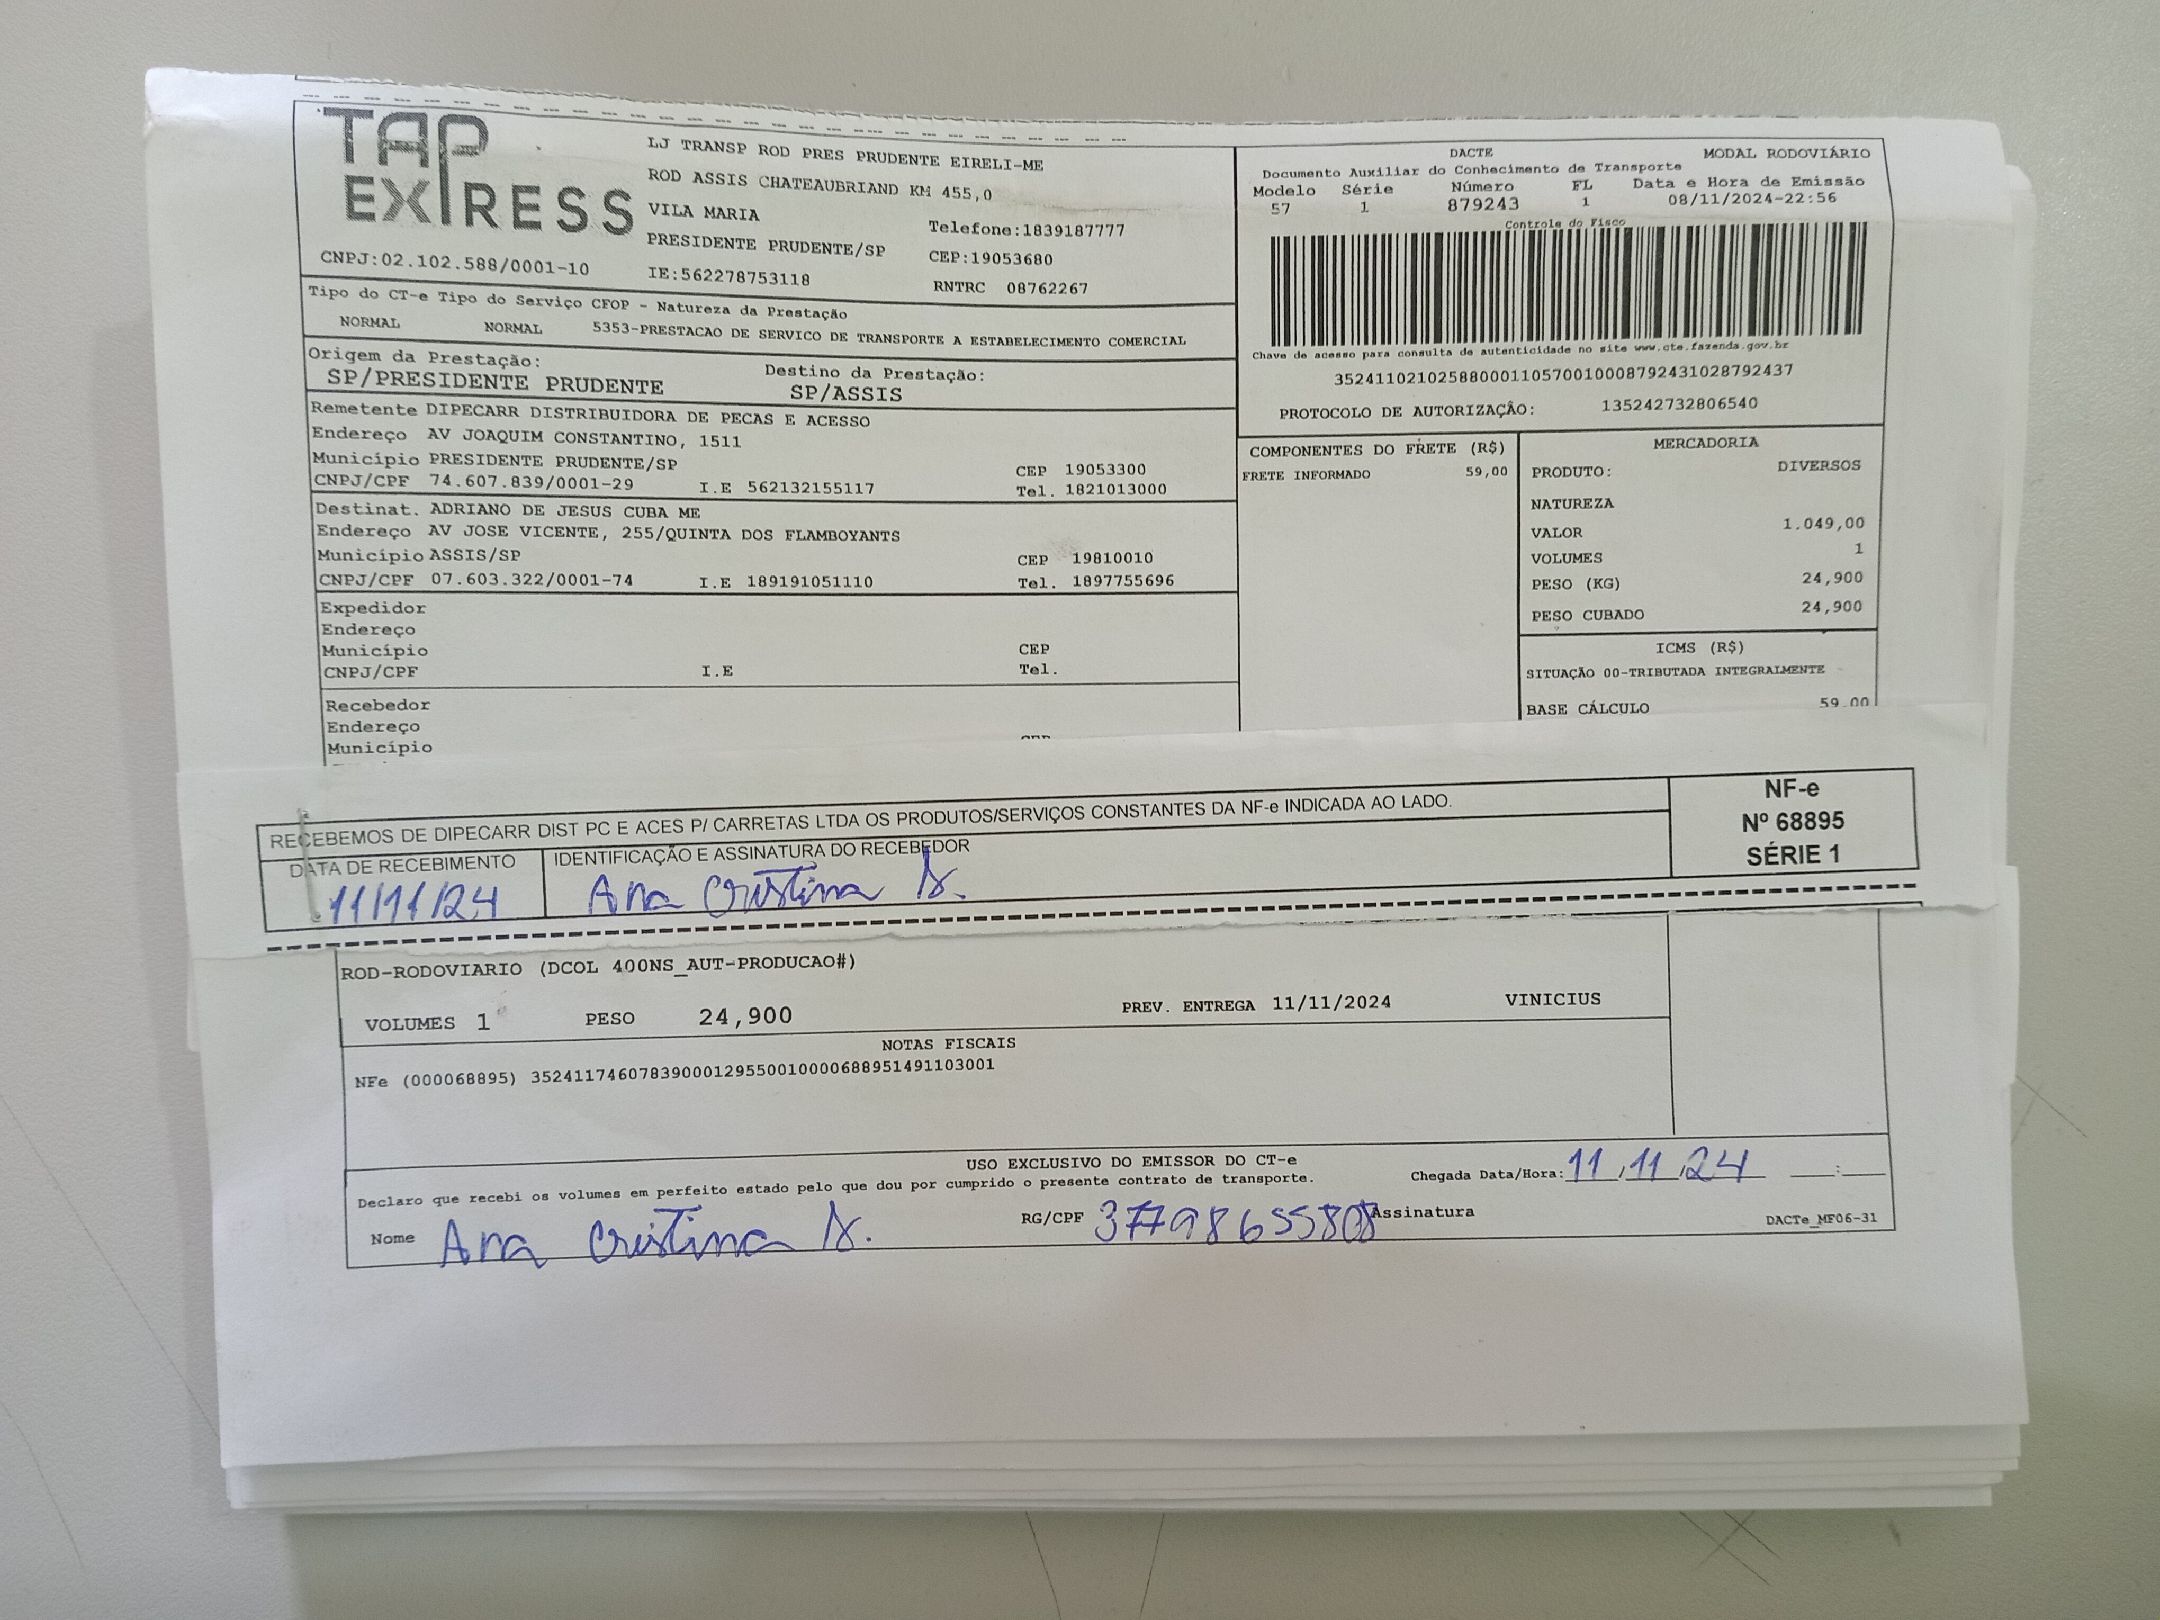 TAP
EXPRESS
LJ TRANSP ROD PRES PRUDENTE EIRELI-ME
ROD ASSIS CHATEAUBRIAND KM 455,0
VILA MARIA
Telefone:1839187777
PRESIDENTE PRUDENTE/SP
CEP:19053680
CNPJ:02.102.588/0001-10
IE:562278753118
RNTRC 08762267
DACTE MODAL RODOVIÁRIO
Documento Auxiliar do Conhecimento de Transporte
Modelo Série Número FL Data e Hora de Emissão
57 1 879243 1 08/11/2024-22:56
Controle do Fisco
Chave de acesso para consulta de autenticidade no site www.cte.fazenda.gov.br
35241102102588000110570010008792431028792437
PROTOCOLO DE AUTORIZAÇÃO: 135242732806540
Tipo do CT-e Tipo do Serviço CFOP - Natureza da Prestação
NORMAL NORMAL 5353-PRESTACAO DE SERVICO DE TRANSPORTE A ESTABELECIMENTO COMERCIAL
Origem da Prestação: Destino da Prestação:
SP/PRESIDENTE PRUDENTE SP/ASSIS
Remetente DIPECARR DISTRIBUIDORA DE PECAS E ACESSO
Endereço AV JOAQUIM CONSTANTINO, 1511
Município PRESIDENTE PRUDENTE/SP CEP 19053300
CNPJ/CPF 74.607.839/0001-29 I.E 562132155117 Tel. 1821013000
Destinat. ADRIANO DE JESUS CUBA ME
Endereço AV JOSE VICENTE, 255/QUINTA DOS FLAMBOYANTS
Município ASSIS/SP CEP 19810010
CNPJ/CPF 07.603.322/0001-74 I.E 189191051110 Tel. 1897755696
Expedidor
Endereço
Município CEP
CNPJ/CPF I.E Tel.
Recebedor
Endereço
Município
COMPONENTES DO FRETE (R$)
FRETE INFORMADO 59,00
MERCADORIA
PRODUTO: DIVERSOS
NATUREZA
VALOR 1.049,00
VOLUMES 1
PESO (KG) 24,900
PESO CUBADO 24,900
ICMS (R$)
SITUAÇÃO 00-TRIBUTADA INTEGRALMENTE
BASE CÁLCULO 59,00
RECEBEMOS DE DIPECARR DIST PC E ACES P/ CARRETAS LTDA OS PRODUTOS/SERVIÇOS CONSTANTES DA NF-e INDICADA AO LADO.
DATA DE RECEBIMENTO IDENTIFICAÇÃO E ASSINATURA DO RECEBEDOR
11/11/24 Ana Cristina S.
NF-e
Nº 68895
SÉRIE 1
ROD-RODOVIARIO (DCOL 400NS_AUT-PRODUCAO#)
VOLUMES 1 PESO 24,900 PREV. ENTREGA 11/11/2024 VINICIUS
NOTAS FISCAIS
NFe (000068895) 35241174607839000129550010000688951491103001
USO EXCLUSIVO DO EMISSOR DO CT-e
Declaro que recebi os volumes em perfeito estado pelo que dou por cumprido o presente contrato de transporte.
Chegada Data/Hora: 11/11/24 __:__
Nome Ana Cristina S. RG/CPF Assinatura
DACTe_MF06-31